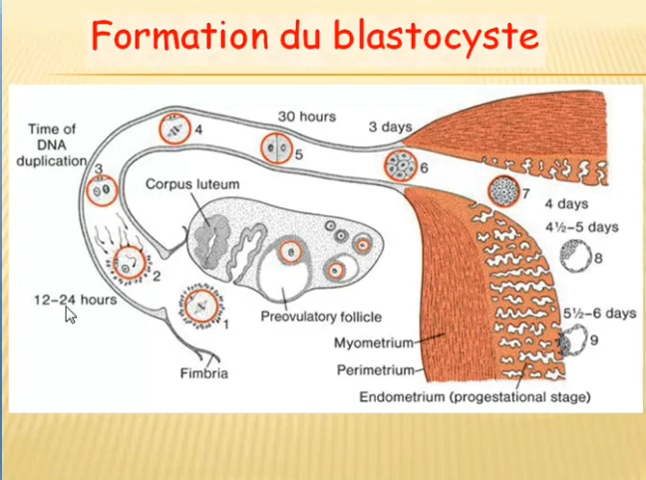 Formation du blastocyste
30 hours
3 days
Time of
DNA
duplication
4
5
6
3
Corpus luteum
7
4 days
4½–5 days
8
2
12–24 hours
1
Preovulatory follicle
5½–6 days
9
Myometrium
Fimbria
Perimetrium
Endometrium (progestational stage)